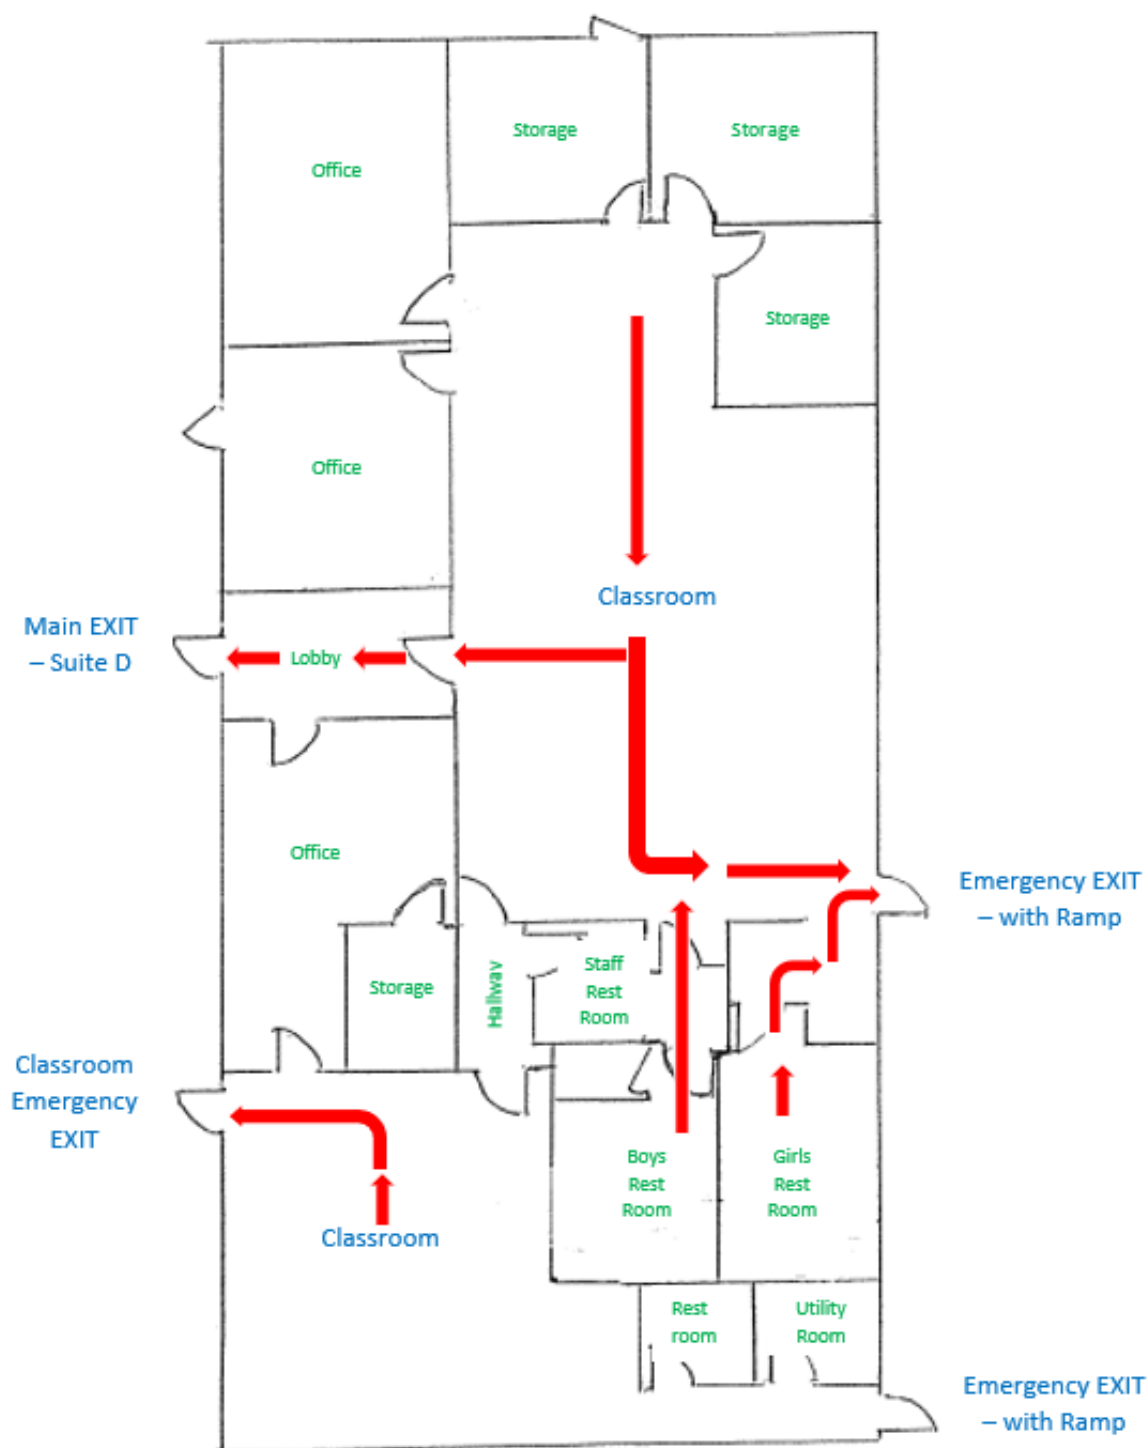 Storage
Storage
Office
Storage
Office
Classroom
Main EXIT
– Suite D
Lobby
Office
Emergency EXIT
– with Ramp
Storage
Hallway
Staff
Rest
Room
Classroom
Emergency
EXIT
Boys
Rest
Room
Girls
Rest
Room
Classroom
Rest
room
Utility
Room
Emergency EXIT
– with Ramp